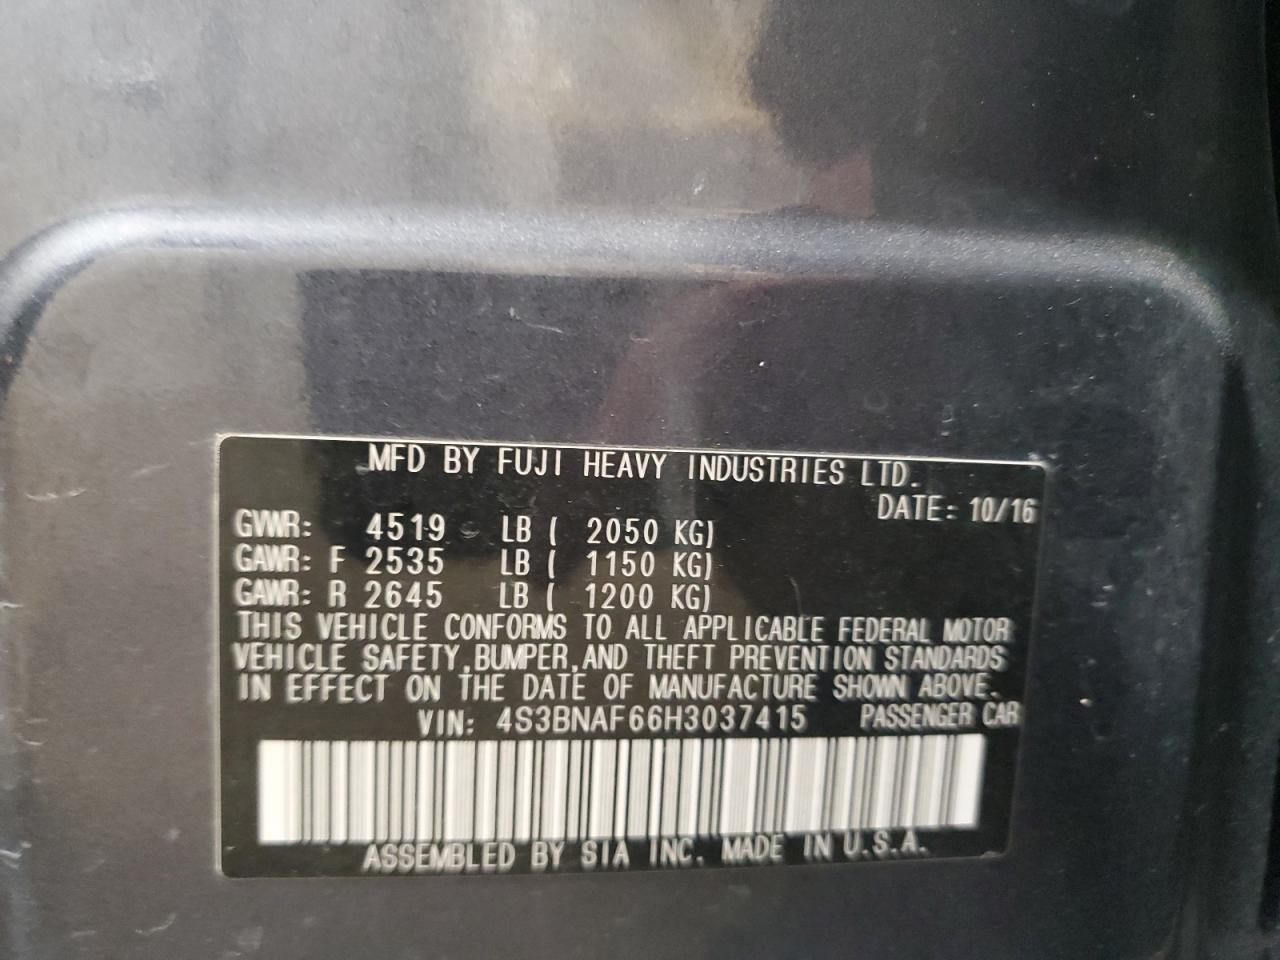 MFD BY FUJI HEAVY INDUSTRIES LTD.
DATE: 10/16
GVWR: 4519 LB ( 2050 KG)
GAWR: F 2535 LB ( 1150 KG)
GAWR: R 2645 LB ( 1200 KG)
THIS VEHICLE CONFORMS TO ALL APPLICABLE FEDERAL MOTOR
VEHICLE SAFETY,BUMPER,AND THEFT PREVENTION STANDARDS
IN EFFECT ON THE DATE OF MANUFACTURE SHOWN ABOVE.
VIN: 4S3BNAF66H3037415 PASSENGER CAR
ASSEMBLED BY SIA INC. MADE IN U.S.A.